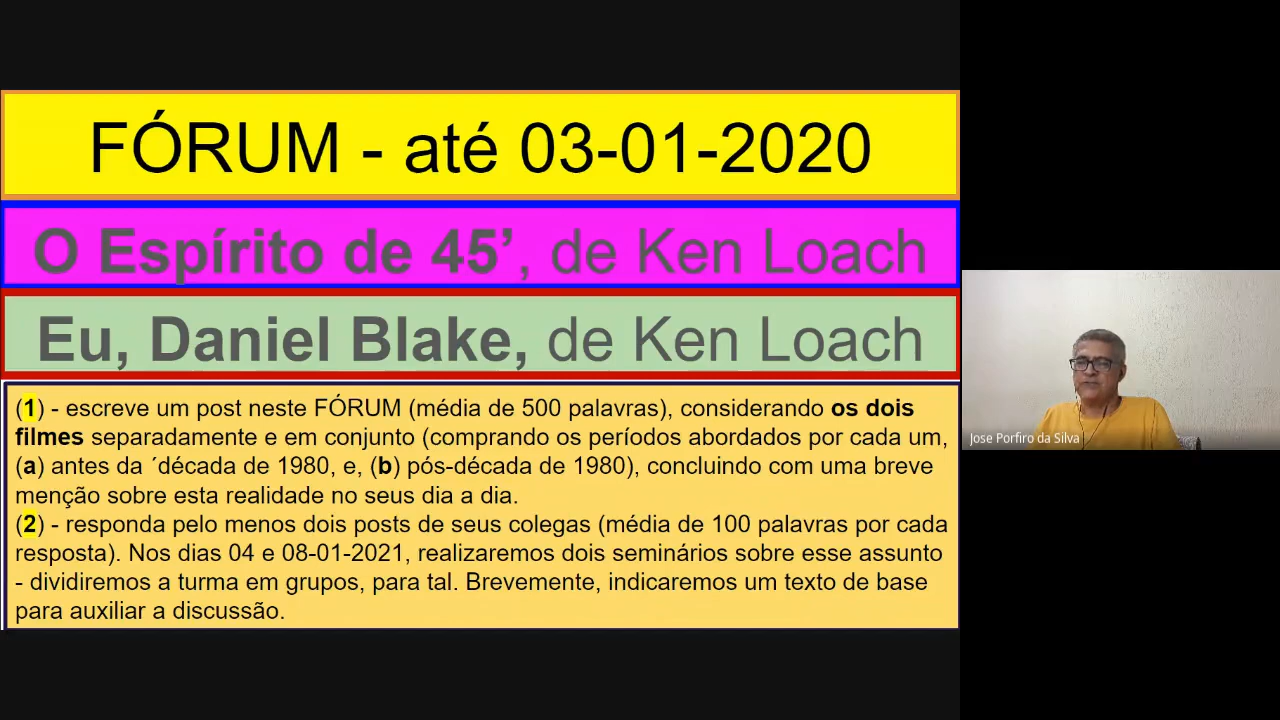 FÓRUM - até 03-01-2020
O Espírito de 45’, de Ken Loach
Eu, Daniel Blake, de Ken Loach
(1) - escreve um post neste FÓRUM (média de 500 palavras), considerando os dois
filmes separadamente e em conjunto (comprando os períodos abordados por cada um,
(a) antes da ´década de 1980, e, (b) pós-década de 1980), concluindo com uma breve
menção sobre esta realidade no seus dia a dia.
(2) - responda pelo menos dois posts de seus colegas (média de 100 palavras por cada
resposta). Nos dias 04 e 08-01-2021, realizaremos dois seminários sobre esse assunto
- dividiremos a turma em grupos, para tal. Brevemente, indicaremos um texto de base
para auxiliar a discussão.
Jose Porfiro da Silva